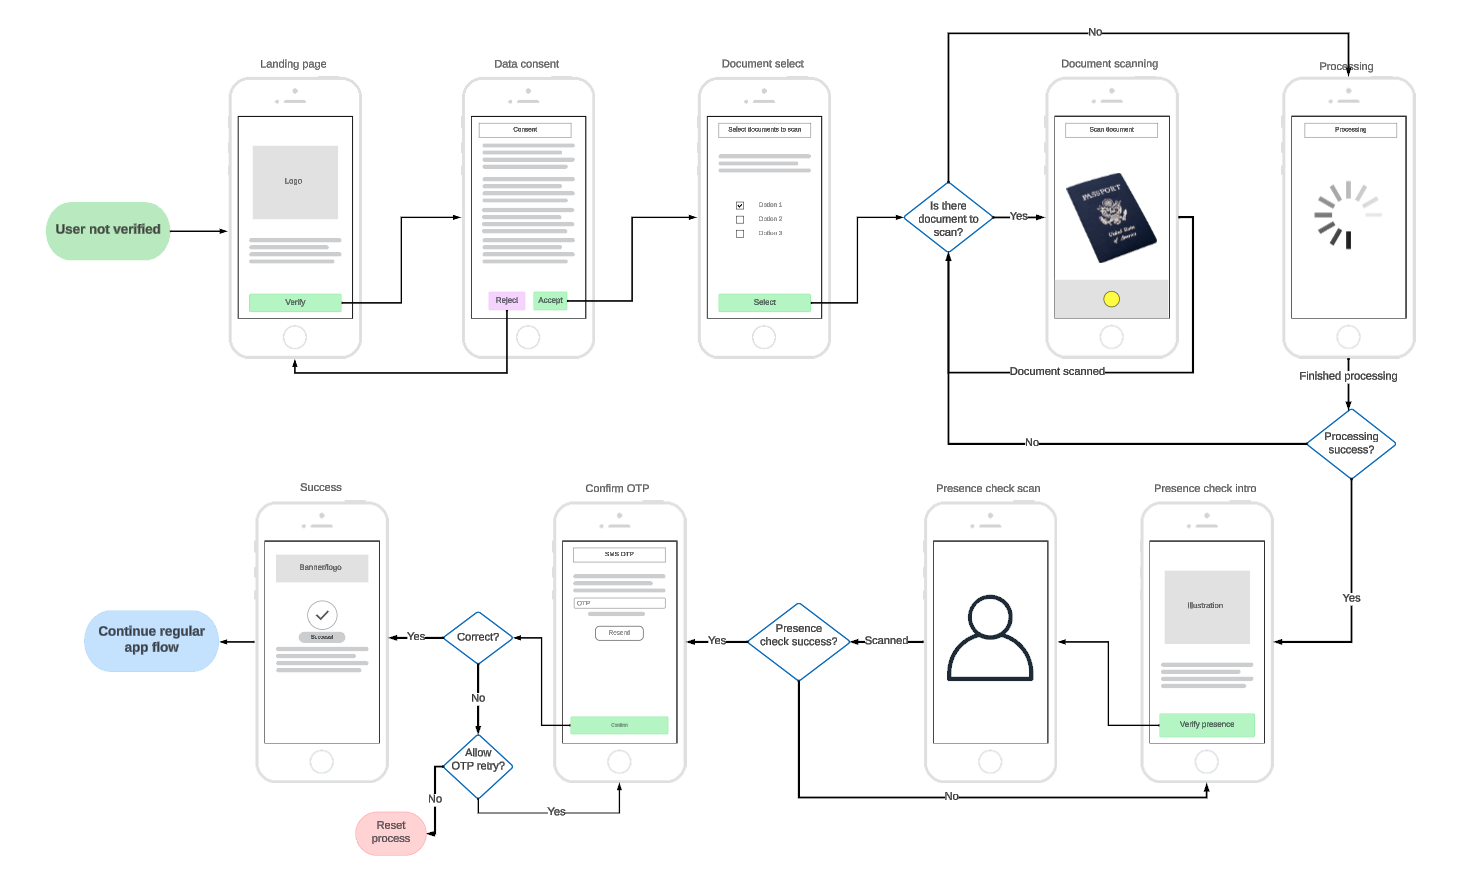 No
Landing page
Data consent
Document select
Document scanning
Processing
Consent
Select documents to scan
Scan document
Processing
Logo
PASSPORT
United States
of America
Option 1
Option 2
Option 3
Is there
document to
scan?
Yes
User not verified
Verify
Reject
Accept
Select
Document scanned
Finished processing
Processing
success?
No
Success
Confirm OTP
Presence check scan
Presence check intro
Banner/logo
SMS OTP
OTP
Resend
Illustration
Yes
Continue regular
app flow
Success!
Yes
Correct?
Yes
Presence
check success?
Scanned
No
Confirm
Verify presence
Allow
OTP retry?
No
Yes
No
Reset
process